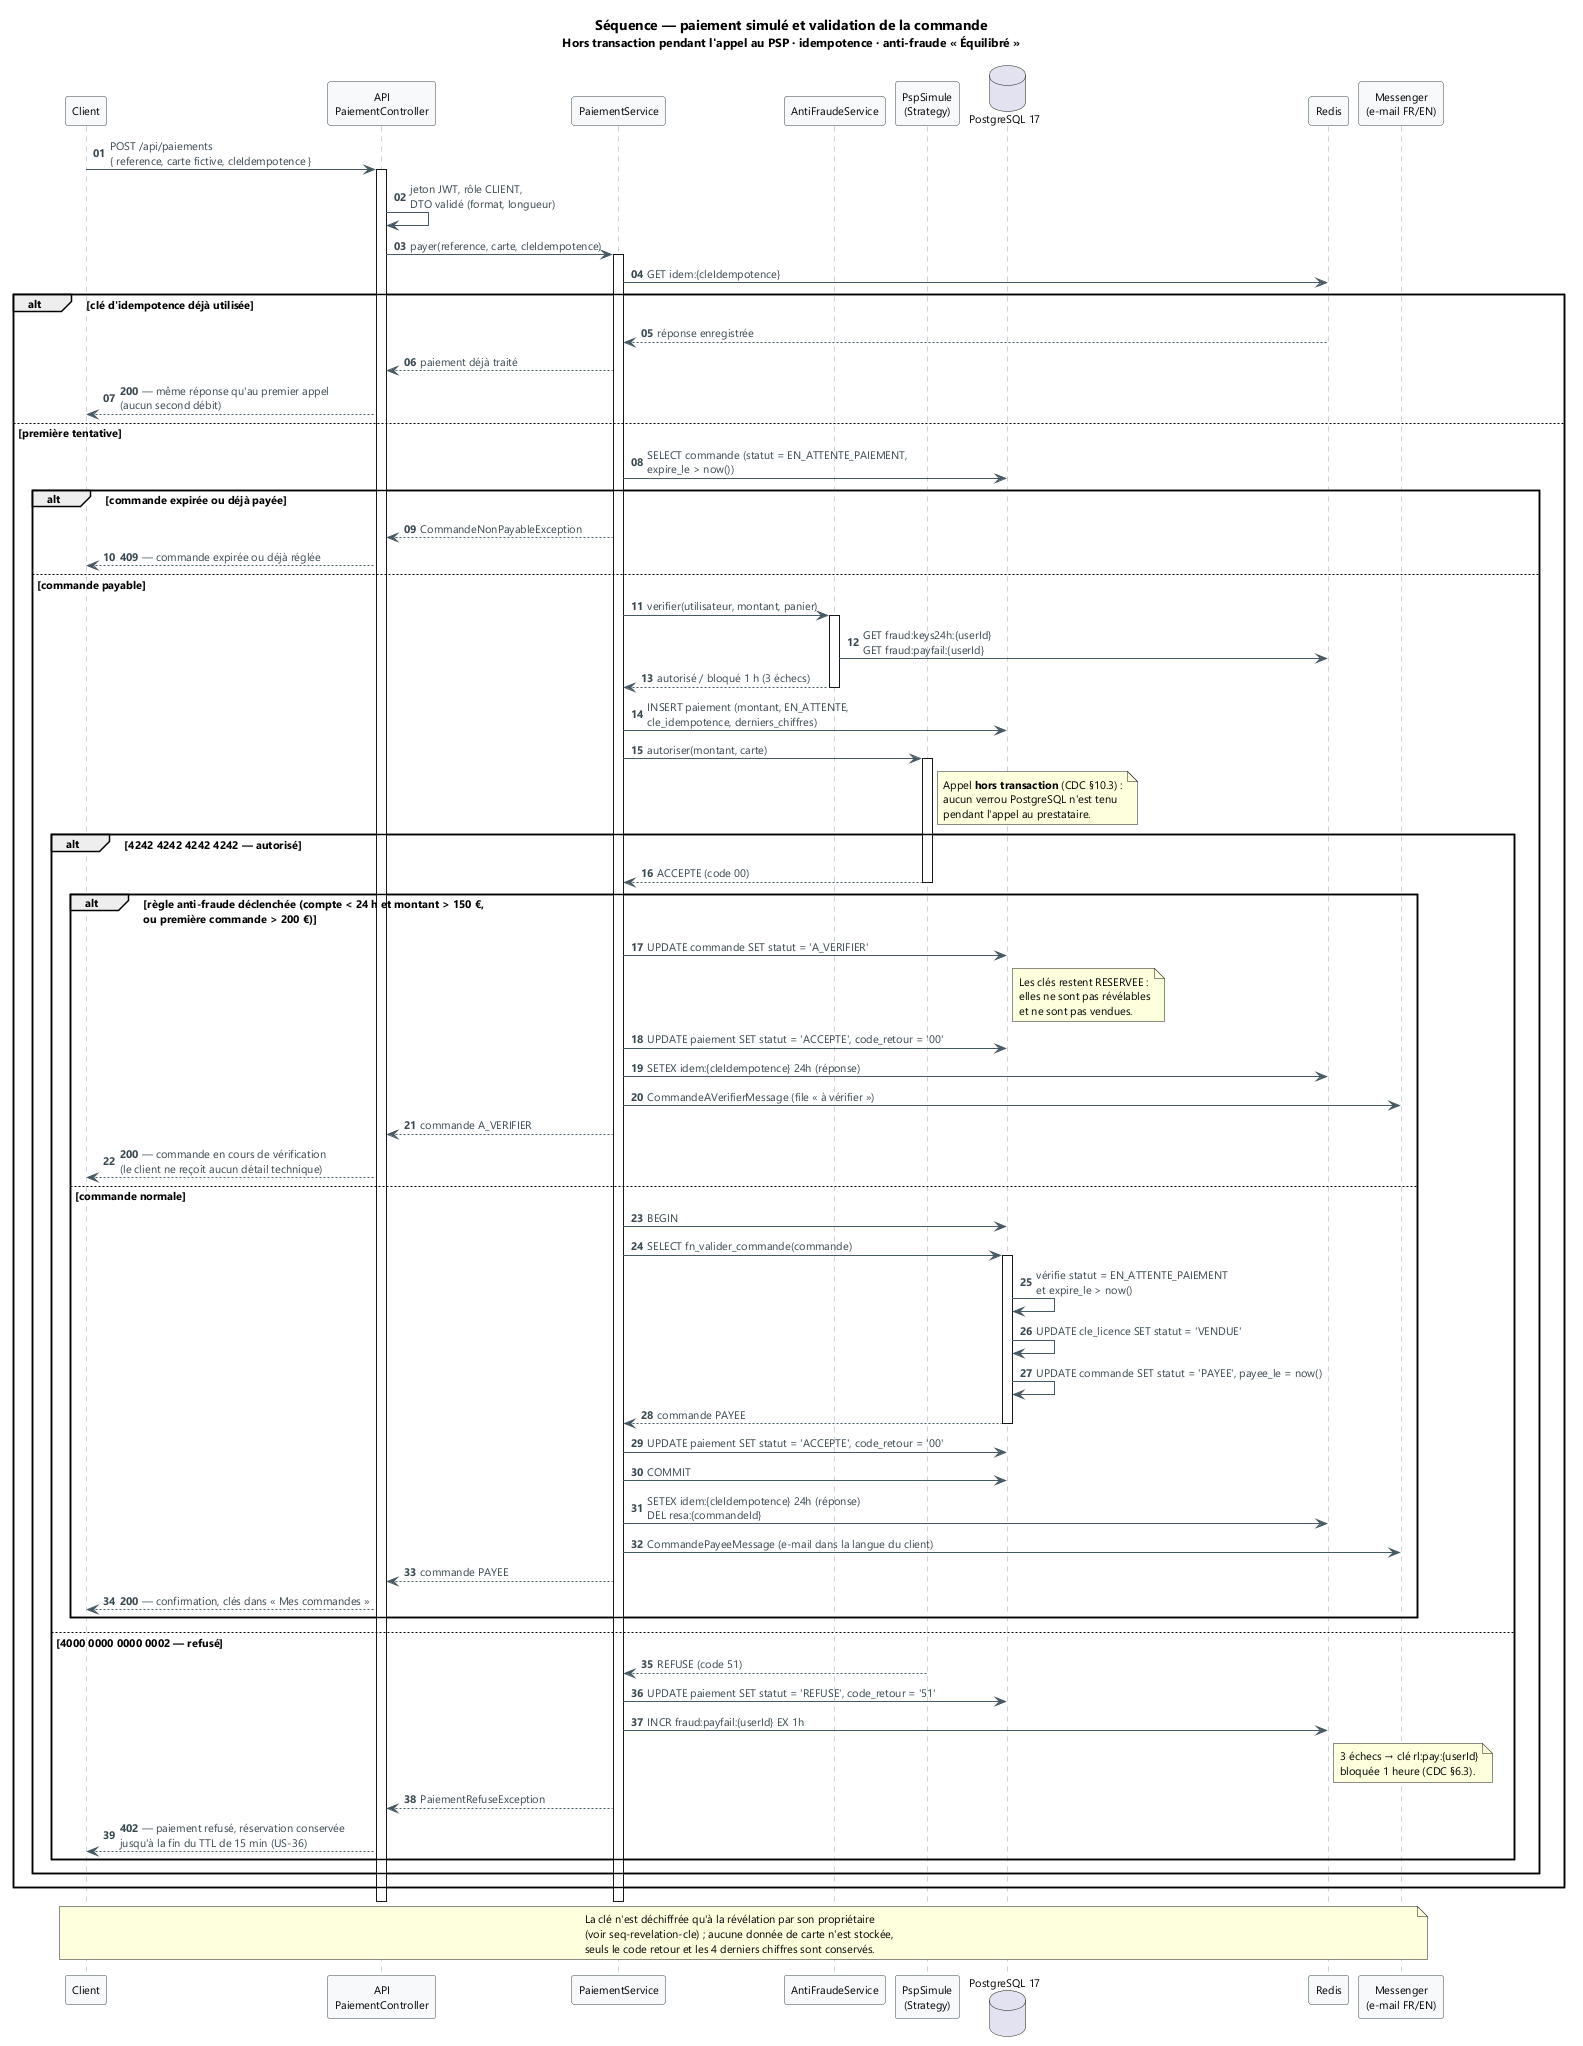 Séquence — paiement simulé et validation de la commande
Hors transaction pendant l'appel au PSP · idempotence · anti-fraude « Équilibré »
Client
API
PaiementController
PaiementService
AntiFraudeService
PspSimule
(Strategy)
PostgreSQL 17
Redis
Messenger
(e-mail FR/EN)
01 POST /api/paiements
{ reference, carte fictive, cleIdempotence }
02 jeton JWT, rôle CLIENT,
DTO validé (format, longueur)
03 payer(reference, carte, cleIdempotence)
04 GET idem:{cleIdempotence}
alt [clé d'idempotence déjà utilisée]
05 réponse enregistrée
06 paiement déjà traité
07 200 — même réponse qu'au premier appel
(aucun second débit)
[première tentative]
08 SELECT commande (statut = EN_ATTENTE_PAIEMENT,
expire_le > now())
alt [commande expirée ou déjà payée]
09 CommandeNonPayableException
10 409 — commande expirée ou déjà réglée
[commande payable]
11 verifier(utilisateur, montant, panier)
12 GET fraud:keys24h:{userId}
GET fraud:payfail:{userId}
13 autorisé / bloqué 1 h (3 échecs)
14 INSERT paiement (montant, EN_ATTENTE,
cle_idempotence, derniers_chiffres)
15 autoriser(montant, carte)
Appel hors transaction (CDC §10.3) :
aucun verrou PostgreSQL n'est tenu
pendant l'appel au prestataire.
alt [4242 4242 4242 4242 — autorisé]
16 ACCEPTE (code 00)
alt [règle anti-fraude déclenchée (compte < 24 h et montant > 150 €,
ou première commande > 200 €)]
17 UPDATE commande SET statut = 'A_VERIFIER'
Les clés restent RESERVEE :
elles ne sont pas révélables
et ne sont pas vendues.
18 UPDATE paiement SET statut = 'ACCEPTE', code_retour = '00'
19 SETEX idem:{cleIdempotence} 24h (réponse)
20 CommandeAVerifierMessage (file « à vérifier »)
21 commande A_VERIFIER
22 200 — commande en cours de vérification
(le client ne reçoit aucun détail technique)
[commande normale]
23 BEGIN
24 SELECT fn_valider_commande(commande)
25 vérifie statut = EN_ATTENTE_PAIEMENT
et expire_le > now()
26 UPDATE cle_licence SET statut = 'VENDUE'
27 UPDATE commande SET statut = 'PAYEE', payee_le = now()
28 commande PAYEE
29 UPDATE paiement SET statut = 'ACCEPTE', code_retour = '00'
30 COMMIT
31 SETEX idem:{cleIdempotence} 24h (réponse)
DEL resa:{commandeId}
32 CommandePayeeMessage (e-mail dans la langue du client)
33 commande PAYEE
34 200 — confirmation, clés dans « Mes commandes »
[4000 0000 0000 0002 — refusé]
35 REFUSE (code 51)
36 UPDATE paiement SET statut = 'REFUSE', code_retour = '51'
37 INCR fraud:payfail:{userId} EX 1h
3 échecs → clé rl:pay:{userId}
bloquée 1 heure (CDC §6.3).
38 PaiementRefuseException
39 402 — paiement refusé, réservation conservée
jusqu'à la fin du TTL de 15 min (US-36)
La clé n'est déchiffrée qu'à la révélation par son propriétaire
(voir seq-revelation-cle) ; aucune donnée de carte n'est stockée,
seuls le code retour et les 4 derniers chiffres sont conservés.
Client
API
PaiementController
PaiementService
AntiFraudeService
PspSimule
(Strategy)
PostgreSQL 17
Redis
Messenger
(e-mail FR/EN)